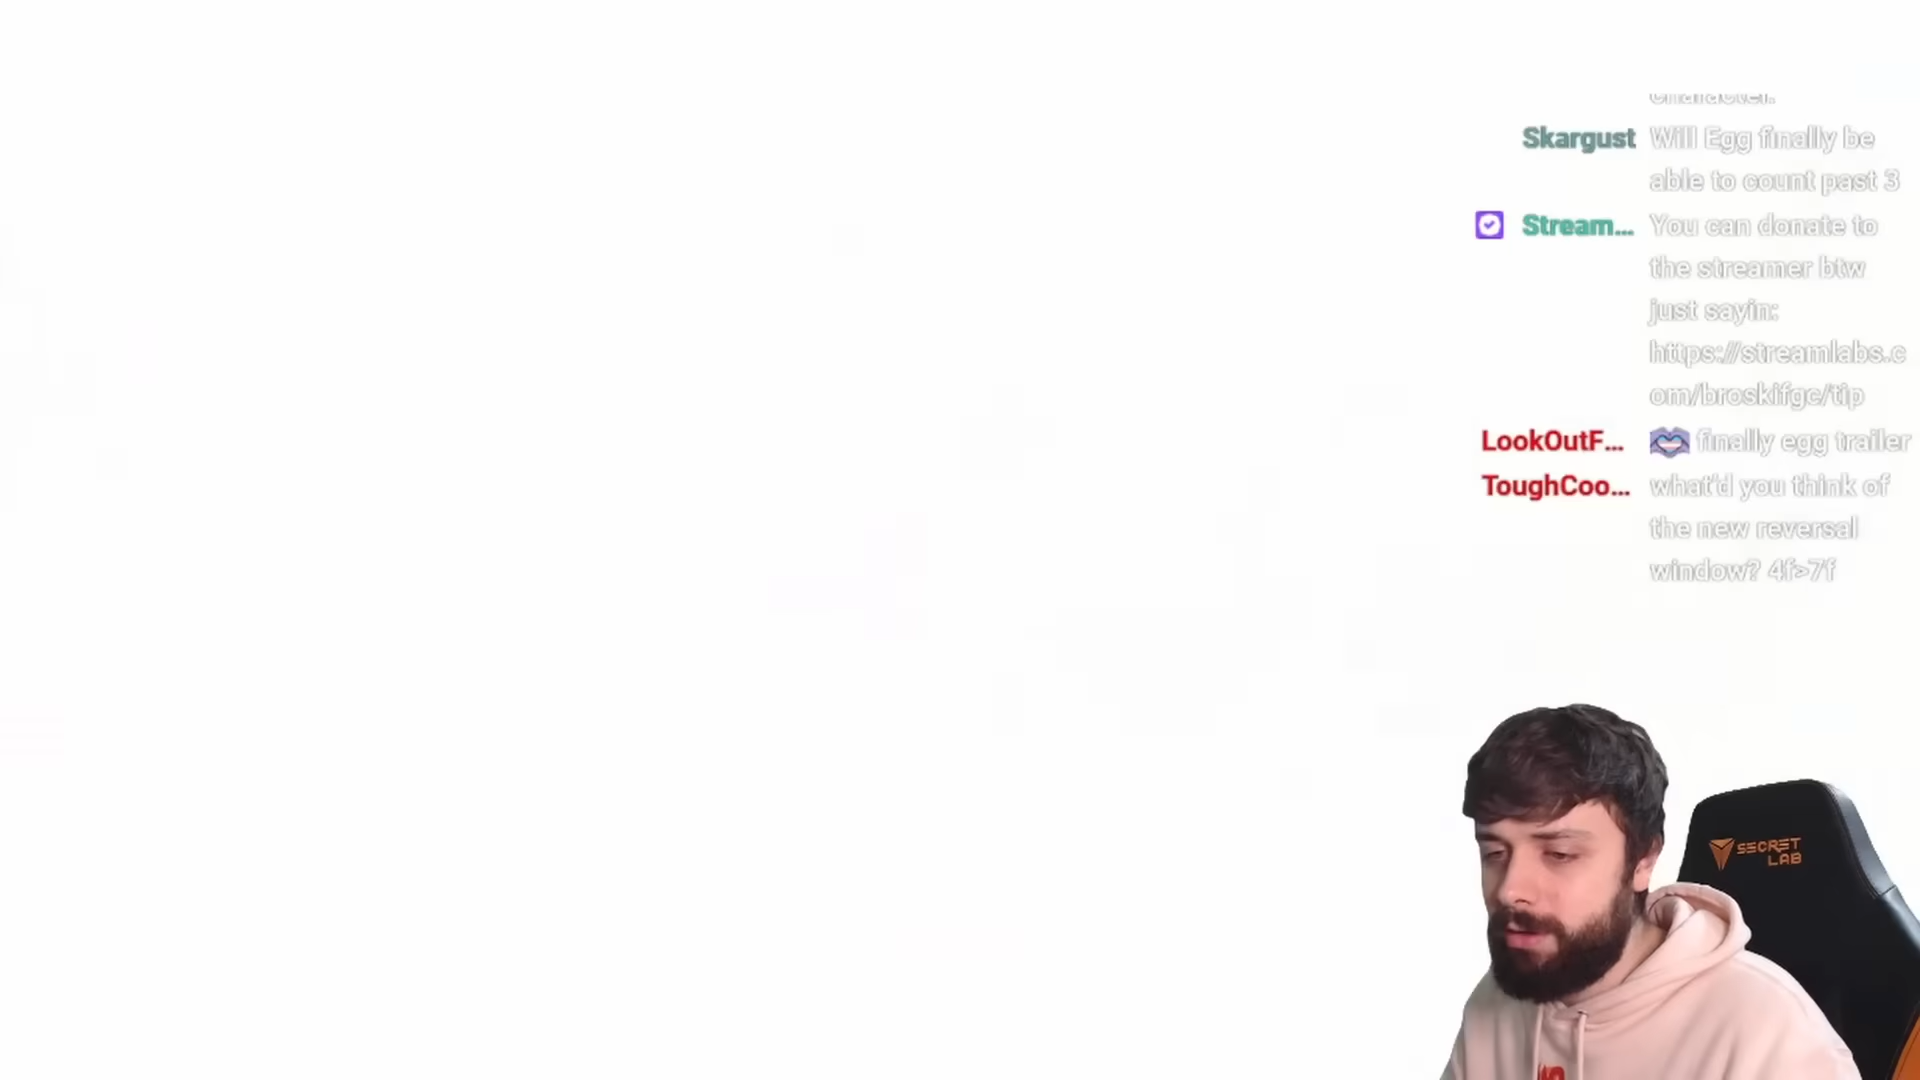 character.
Skargust Will Egg finally be
able to count past 3
Stream... You can donate to
the streamer btw
just sayin:
https://streamlabs.c
om/broskifgc/tip
LookOutF... finally egg trailer
ToughCoo... what'd you think of
the new reversal
window? 4f>7f
SECRET
LAB